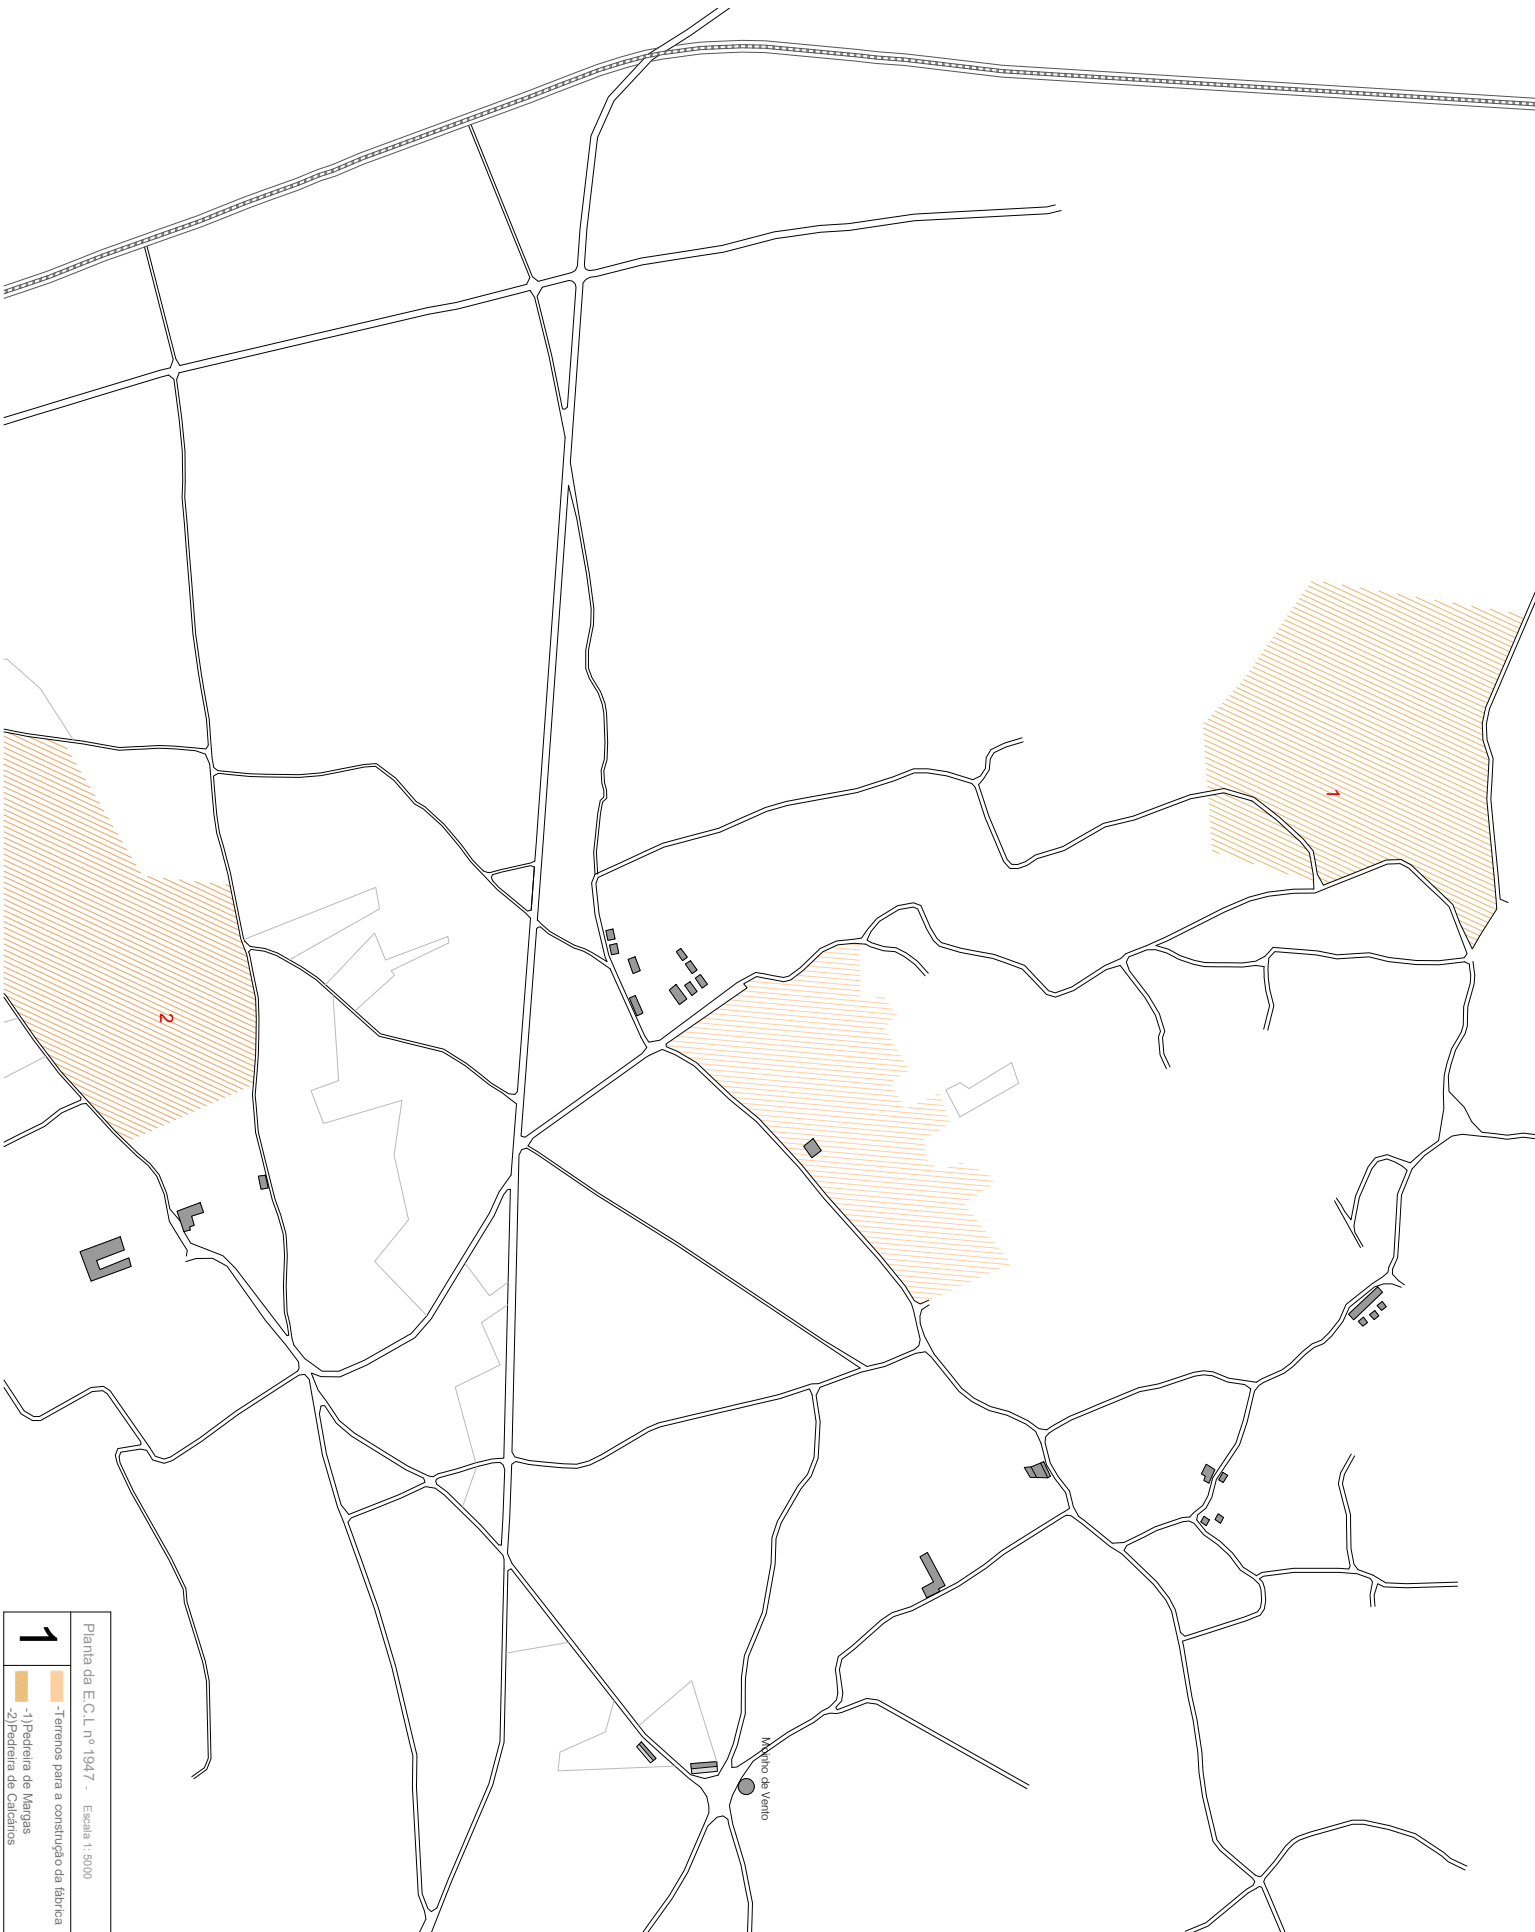 1
2
Moinho de Vento
Planta da E.C.L nº 1947 - Escala 1: 5000
1
-Terrenos para a construção da fábrica
-1)Pedreira de Margas
-2)Pedreira de Calcários